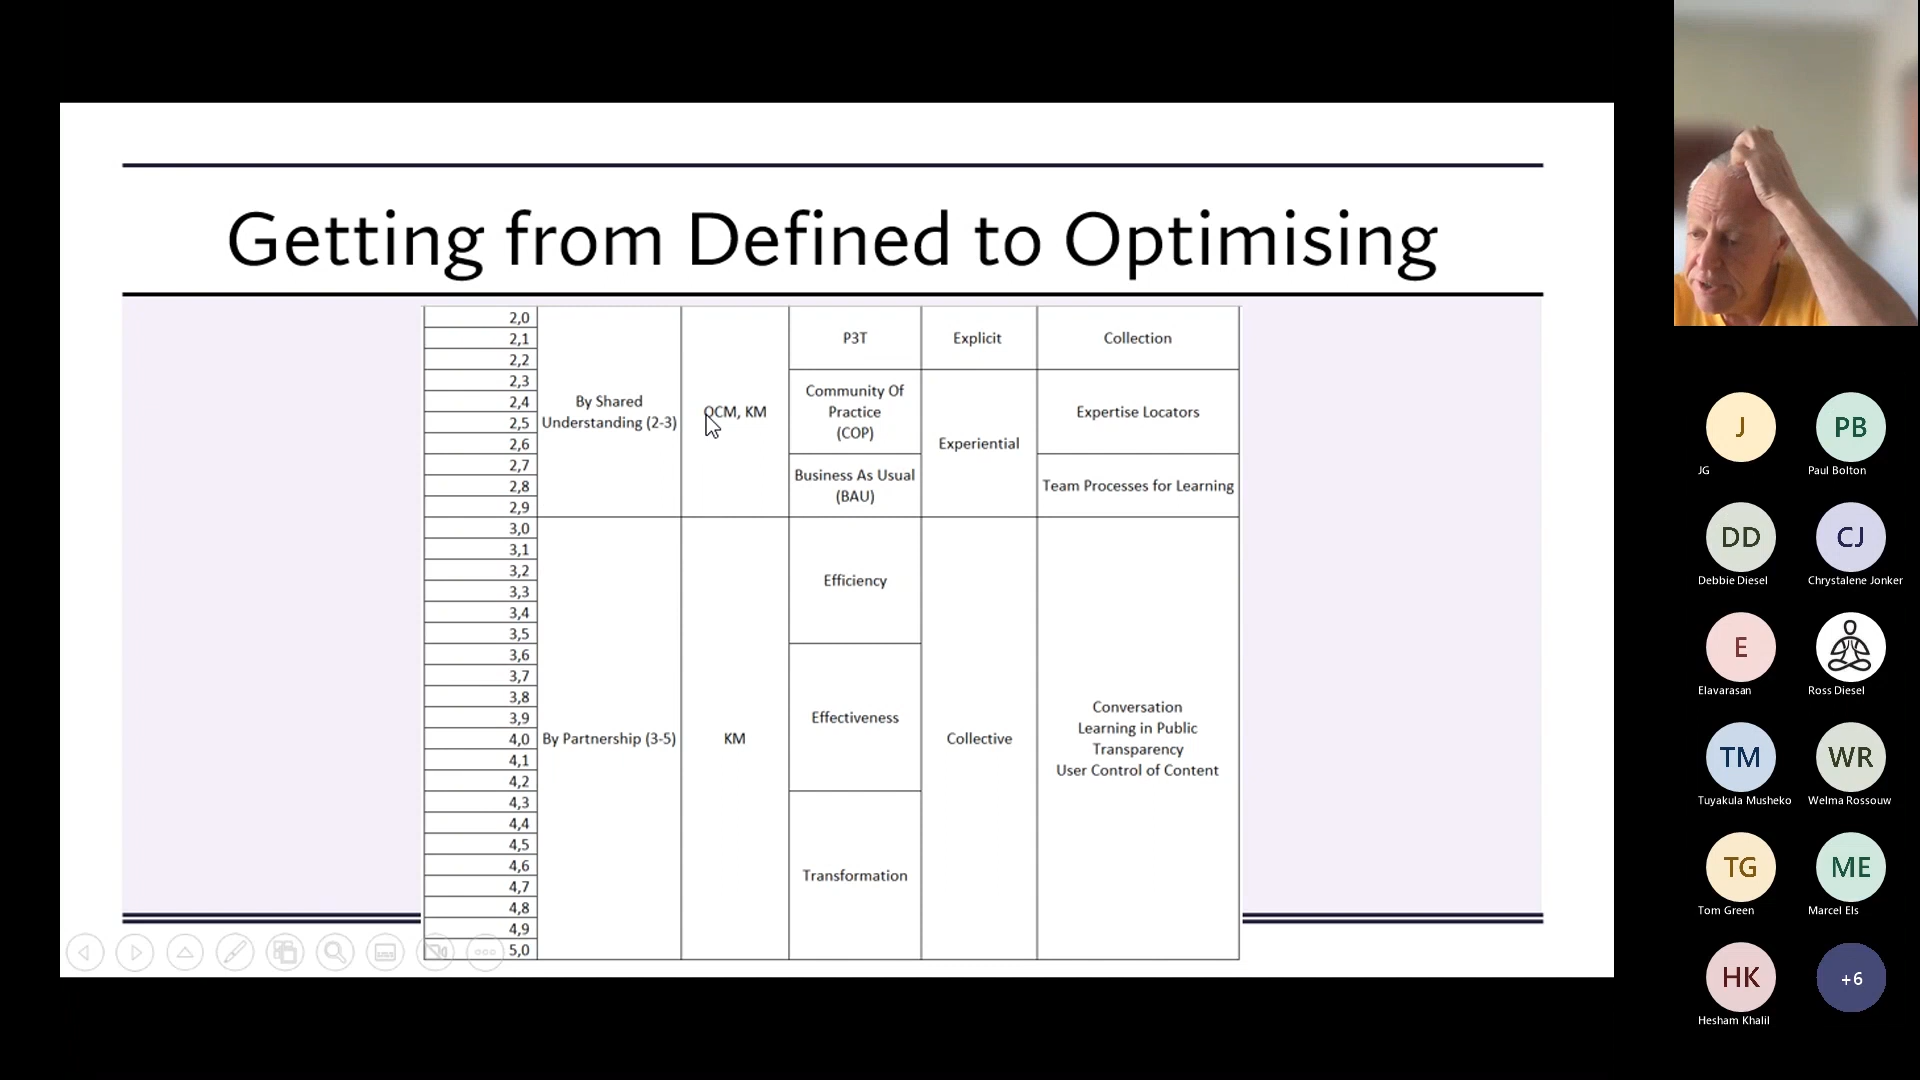 Getting from Defined to Optimising
2,0
2,1
2,2
2,3
2,4
2,5
2,6
2,7
2,8
2,9
3,0
3,1
3,2
3,3
3,4
3,5
3,6
3,7
3,8
3,9
4,0
4,1
4,2
4,3
4,4
4,5
4,6
4,7
4,8
4,9
5,0
By Shared
Understanding (2-3)
By Partnership (3-5)
OCM, KM
KM
P3T
Community Of
Practice
(COP)
Business As Usual
(BAU)
Efficiency
Effectiveness
Transformation
Explicit
Experiential
Collective
Collection
Expertise Locators
Team Processes for Learning
Conversation
Learning in Public
Transparency
User Control of Content
J
JG
PB
Paul Bolton
DD
Debbie Diesel
CJ
Chrystalene Jonker
E
Elavarasan
Ross Diesel
TM
Tuyakula Musheko
WR
Welma Rossouw
TG
Tom Green
ME
Marcel Els
HK
Hesham Khalil
+6